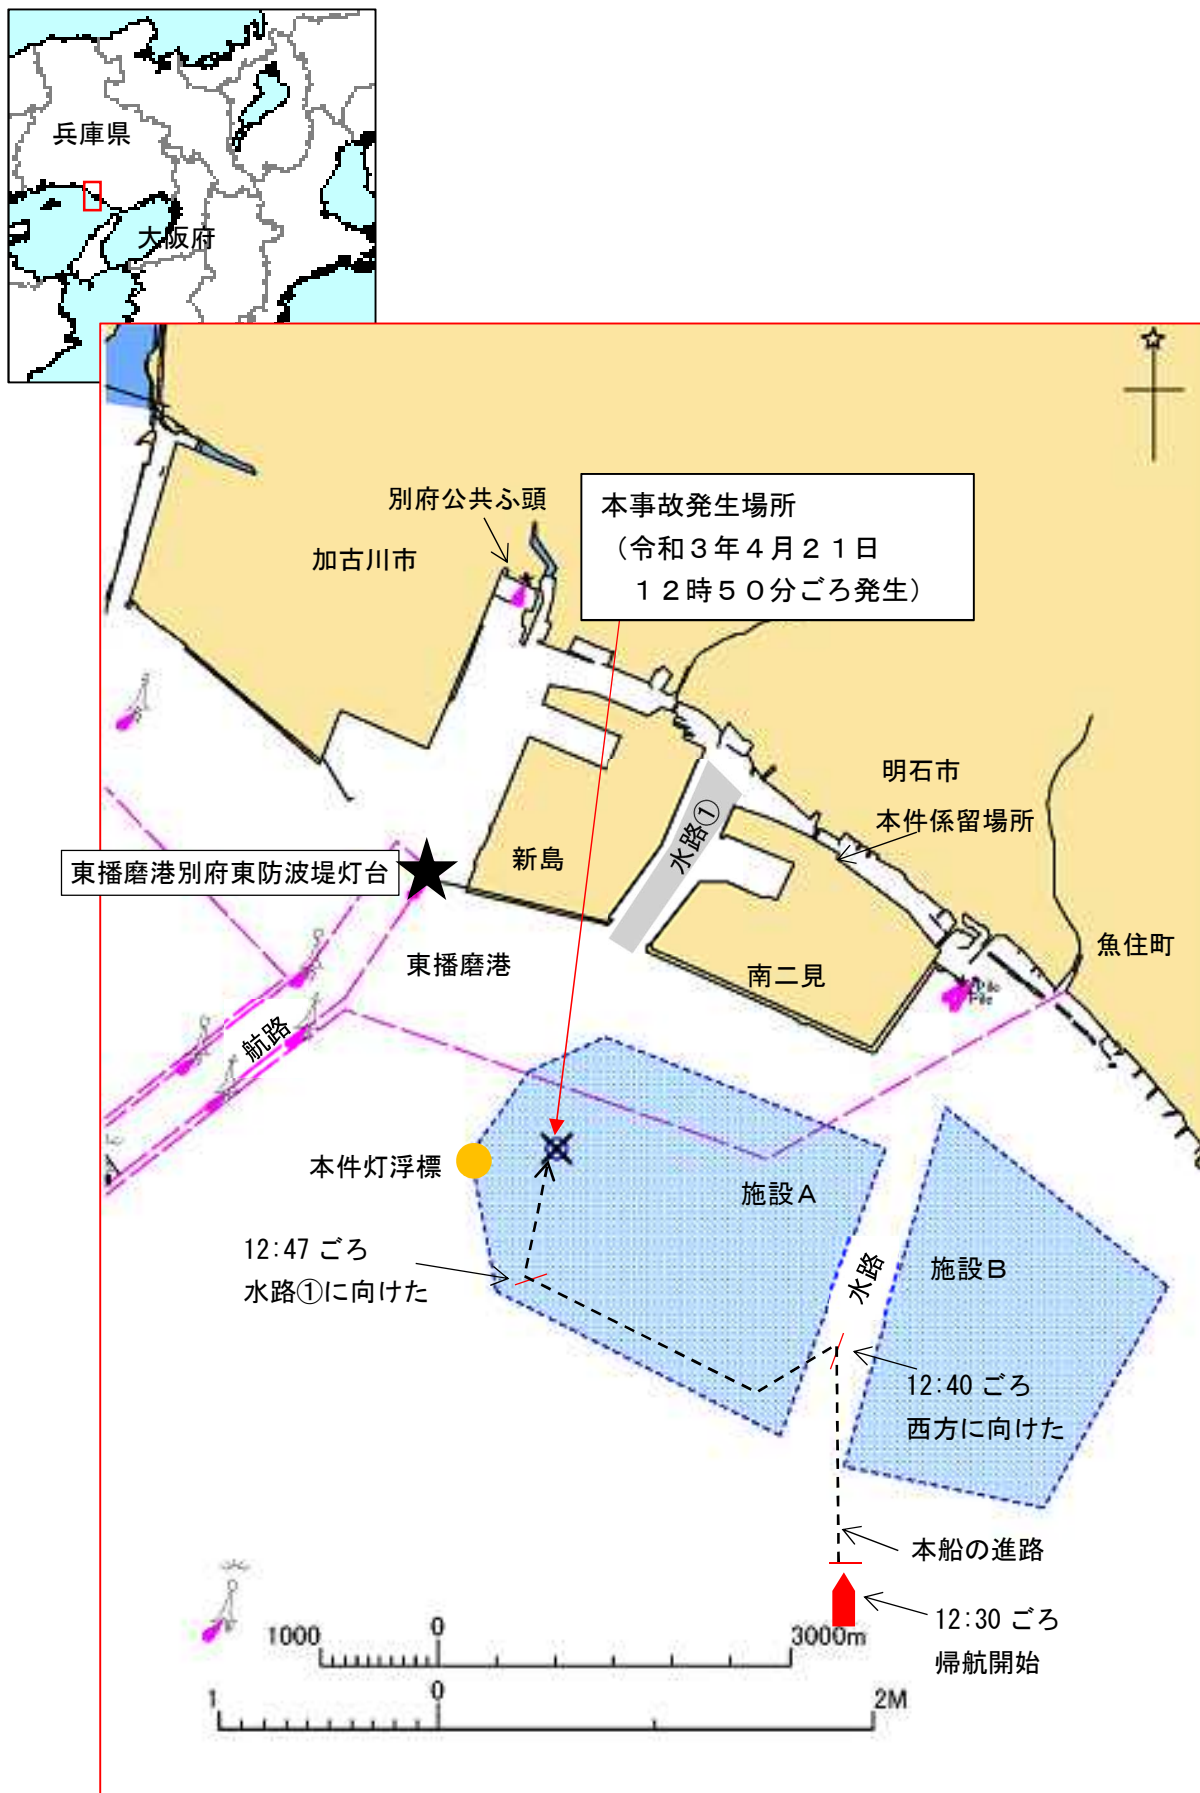 兵庫県
大阪府
別府公共ふ頭
本事故発生場所
（令和３年４月２１日
１２時５０分ごろ発生）
加古川市
明石市
本件係留場所
水路①
新島
東播磨港別府東防波堤灯台
東播磨港
南二見
魚住町
航路
本件灯浮標
施設Ａ
12:47 ごろ
水路①に向けた
水路
施設Ｂ
12:40 ごろ
西方に向けた
本船の進路
12:30 ごろ
帰航開始
1000 0 3000m
1 0 2M